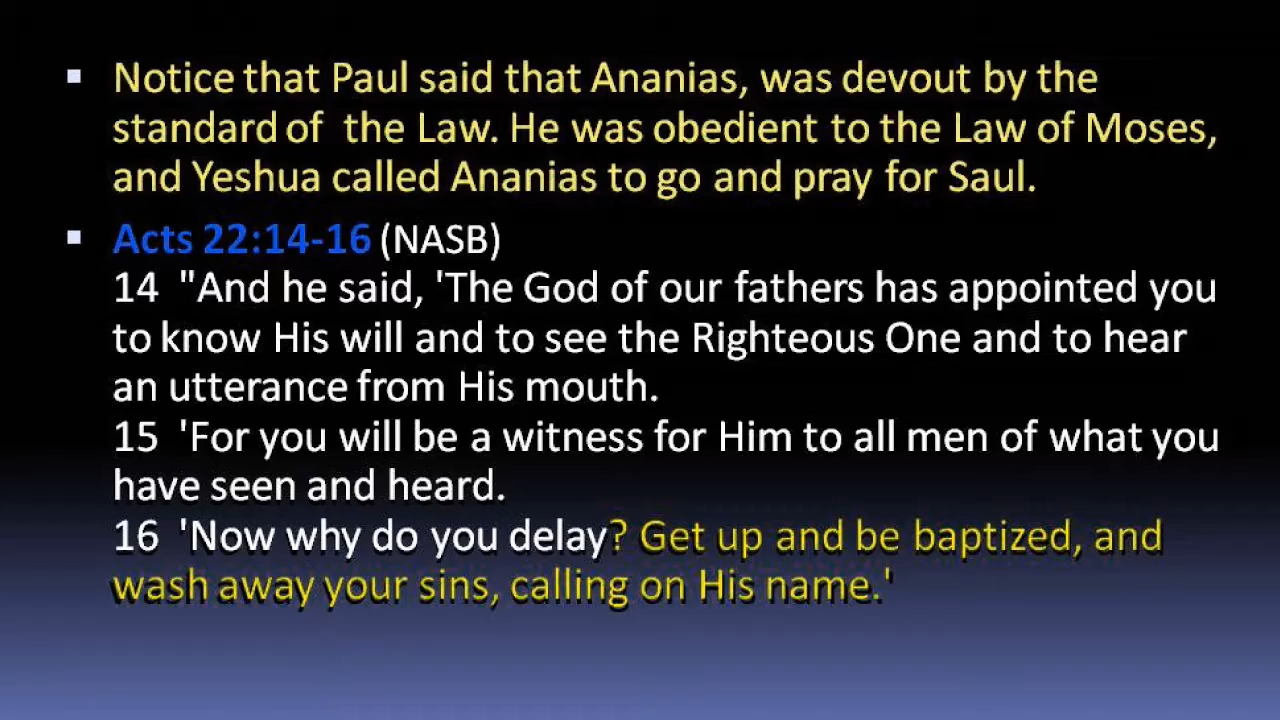 ▪ Notice that Paul said that Ananias, was devout by the
standard of  the Law. He was obedient to the Law of Moses,
and Yeshua called Ananias to go and pray for Saul.
▪ Acts 22:14-16 (NASB)
14  "And he said, 'The God of our fathers has appointed you
to know His will and to see the Righteous One and to hear
an utterance from His mouth.
15  'For you will be a witness for Him to all men of what you
have seen and heard.
16  'Now why do you delay? Get up and be baptized, and
wash away your sins, calling on His name.'